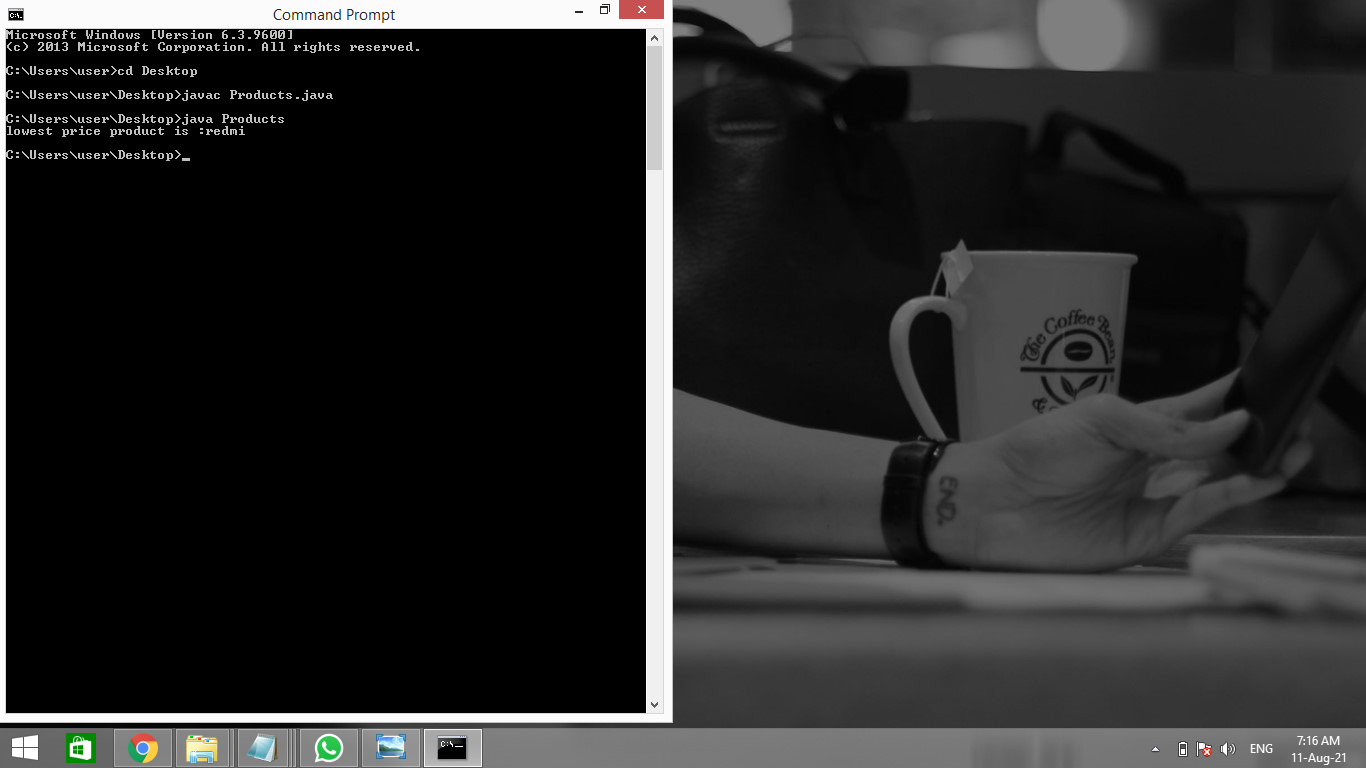 Command Prompt
Microsoft Windows [Version 6.3.9600]
(c) 2013 Microsoft Corporation. All rights reserved.
C:\Users\user>cd Desktop
C:\Users\user\Desktop>javac Products.java
C:\Users\user\Desktop>java Products
lowest price product is :redmi
C:\Users\user\Desktop>_
The Coffee Bean
END.
ENG
7:16 AM
11-Aug-21